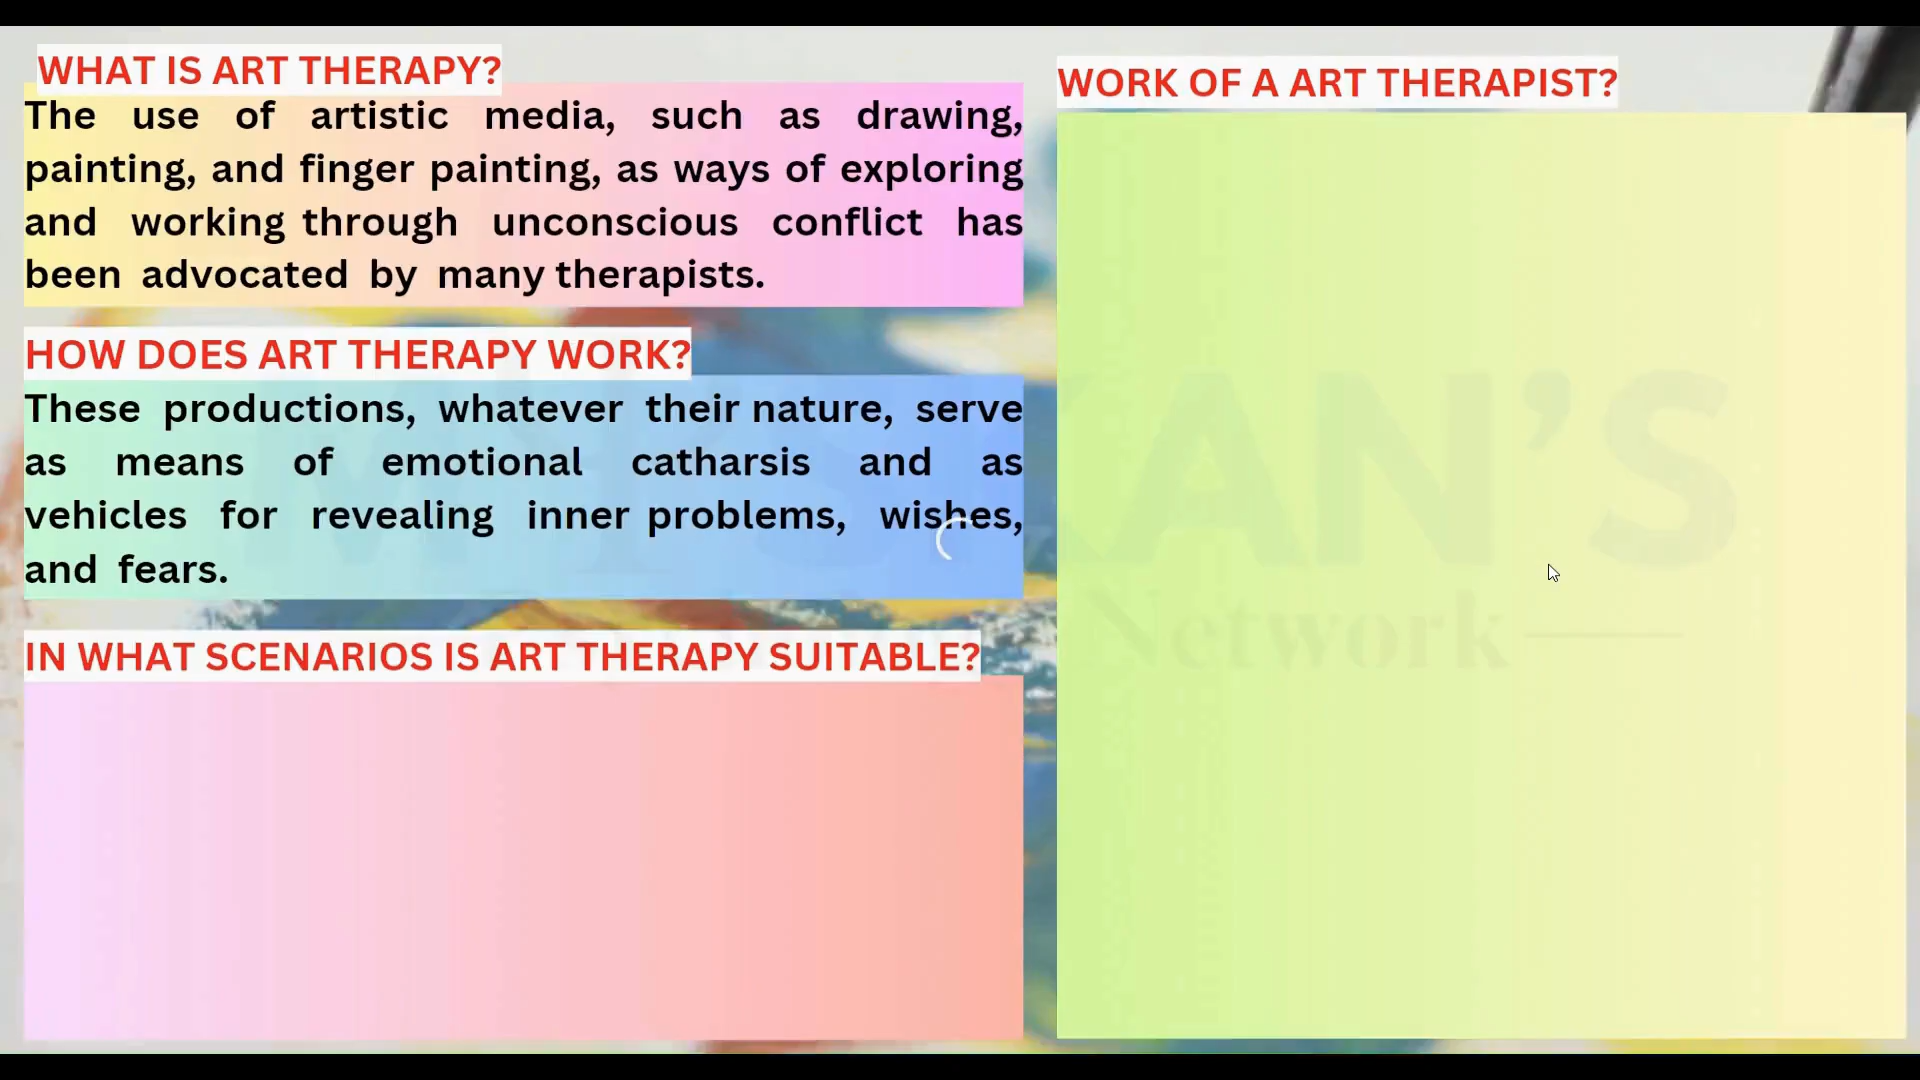 WHAT IS ART THERAPY?
The use of artistic media, such as drawing,
painting, and finger painting, as ways of exploring
and working through unconscious conflict has
been advocated by many therapists.
HOW DOES ART THERAPY WORK?
These productions, whatever their nature, serve
as means of emotional catharsis and as
vehicles for revealing inner problems, wishes,
and fears.
IN WHAT SCENARIOS IS ART THERAPY SUITABLE?
WORK OF A ART THERAPIST?
KAN'S
Network